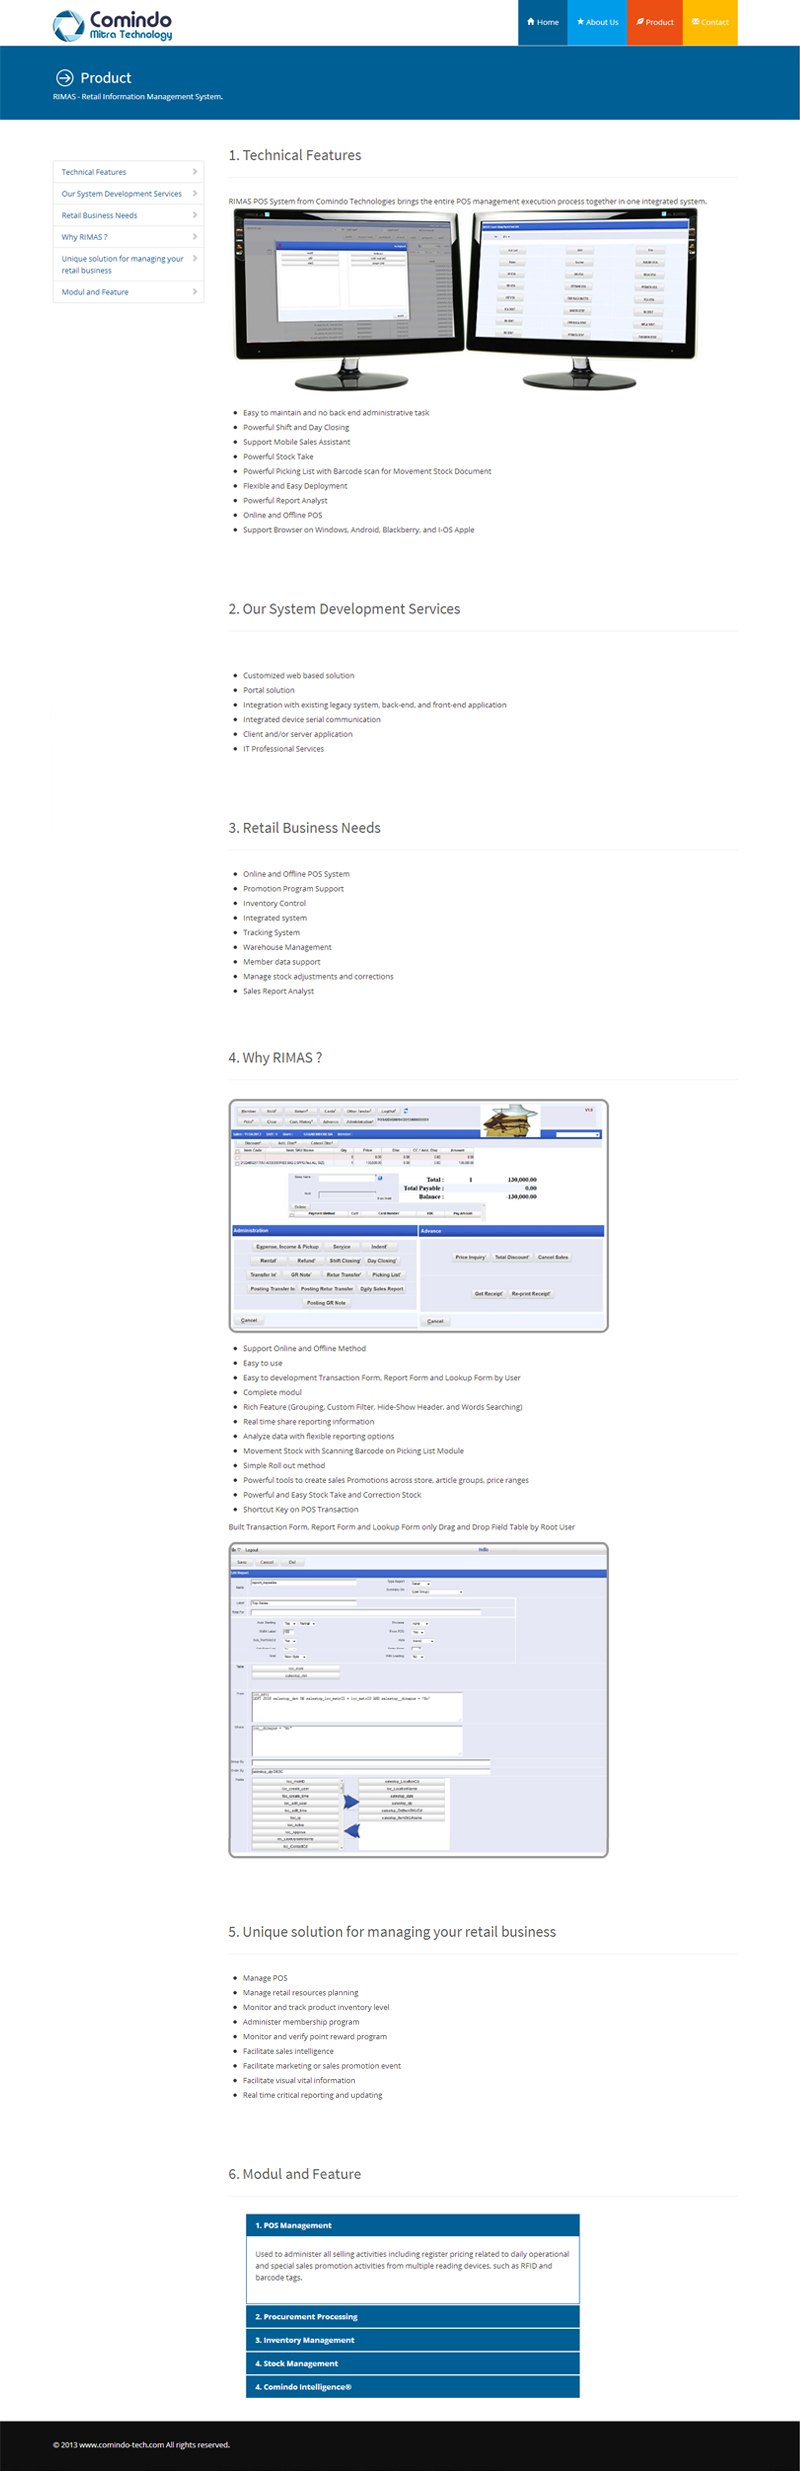 Comindo
Mitra Technology
Home
About Us
Product
Contact
Product
RIMAS - Retail Information Management System.
Technical Features
Our System Development Services
Retail Business Needs
Why RIMAS ?
Unique solution for managing your
retail business
Modul and Feature
1. Technical Features
RIMAS POS System from Comindo Technologies brings the entire POS management execution process together in one integrated system.
Easy to maintain and no back end administrative task
Powerful Shift and Day Closing
Support Mobile Sales Assistant
Powerful Stock Take
Powerful Picking List with Barcode scan for Movement Stock Document
Flexible and Easy Deployment
Powerful Report Analyst
Online and Offline POS
Support Browser on Windows, Android, Blackberry, and I-OS Apple
2. Our System Development Services
Customized web based solution
Portal solution
Integration with existing legacy system, back-end, and front-end application
Integrated device serial communication
Client and/or server application
IT Professional Services
3. Retail Business Needs
Online and Offline POS System
Promotion Program Support
Inventory Control
Integrated system
Tracking System
Warehouse Management
Member data support
Manage stock adjustments and corrections
Sales Report Analyst
4. Why RIMAS ?
Item Code Item SKU Name Qty Price Disc Amount
Total : 1 130,000.00
Total Payable : 0.00
Balance : -130,000.00
Payment Method Curr Card Number EDC Pay Amount
Administration
Advance
Expense, Income & Pickup Service Indent
Rental Refund Shift Closing Day Closing
Transfer In GR Note Retur Transfer Picking List
Posting Transfer In Posting Retur Transfer Daily Sales Report
Posting GR Note
Cancel
Price Inquiry Total Discount Cancel Sales
Get Receipt Re-print Receipt
Cancel
Support Online and Offline Method
Easy to use
Easy to development Transaction Form, Report Form and Lookup Form by User
Complete modul
Rich Feature (Grouping, Custom Filter, Hide-Show Header, and Words Searching)
Real time share reporting information
Analyze data with flexible reporting options
Movement Stock with Scanning Barcode on Picking List Module
Simple Roll out method
Powerful tools to create sales Promotions across store, article groups, price ranges
Powerful and Easy Stock Take and Correction Stock
Shortcut Key on POS Transaction
Built Transaction Form, Report Form and Lookup Form only Drag and Drop Field Table by Root User
Save Cancel Del
5. Unique solution for managing your retail business
Manage POS
Manage retail resources planning
Monitor and track product inventory level
Administer membership program
Monitor and verify point reward program
Facilitate sales intelligence
Facilitate marketing or sales promotion event
Facilitate visual vital information
Real time critical reporting and updating
6. Modul and Feature
1. POS Management
Used to administer all selling activities including register pricing related to daily operational
and special sales promotion activities from multiple reading devices, such as RFID and
barcode tags.
2. Procurement Processing
3. Inventory Management
4. Stock Management
4. Comindo Intelligence®
© 2013 www.comindo-tech.com All rights reserved.